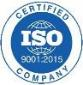 CERTIFIED
ISO
9001:2015
COMPANY